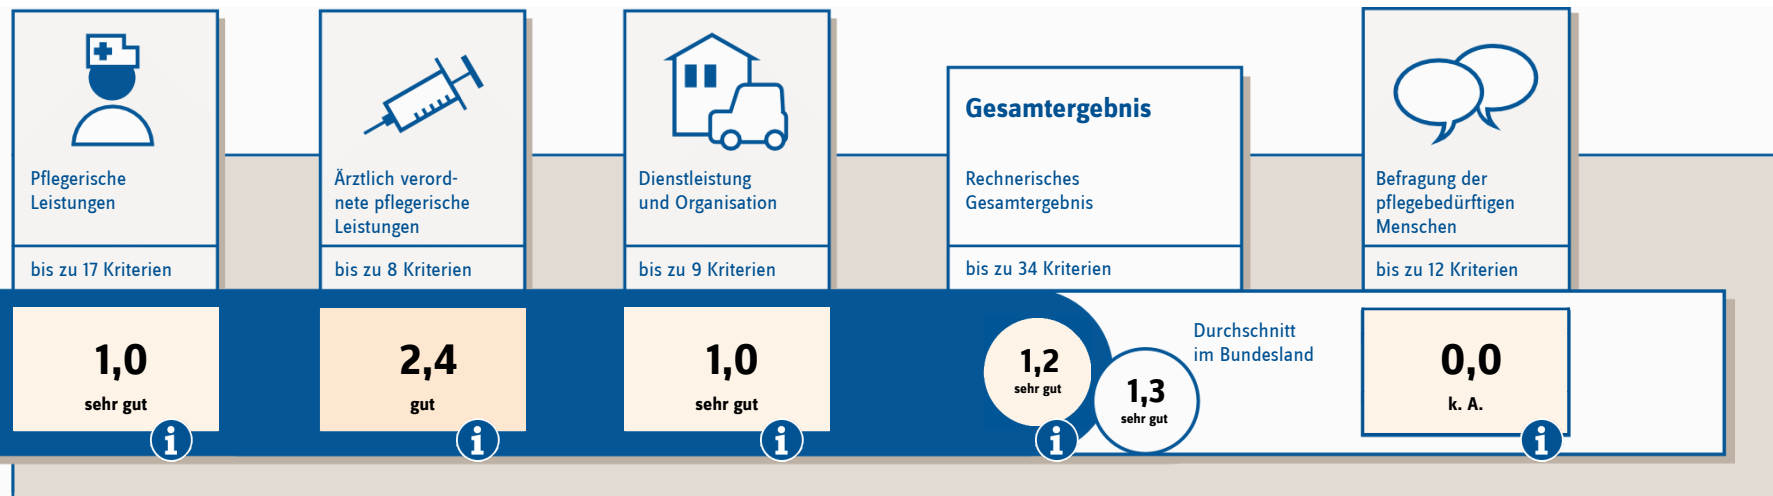 Pflegerische
Leistungen
bis zu 17 Kriterien
1,0
sehr gut
i
Ärztlich verord-
nete pflegerische
Leistungen
bis zu 8 Kriterien
2,4
gut
i
Dienstleistung
und Organisation
bis zu 9 Kriterien
1,0
sehr gut
i
Gesamtergebnis
Rechnerisches
Gesamtergebnis
bis zu 34 Kriterien
1,2
sehr gut
i
1,3
sehr gut
Durchschnitt
im Bundesland
Befragung der
pflegebedürftigen
Menschen
bis zu 12 Kriterien
0,0
k. A.
i